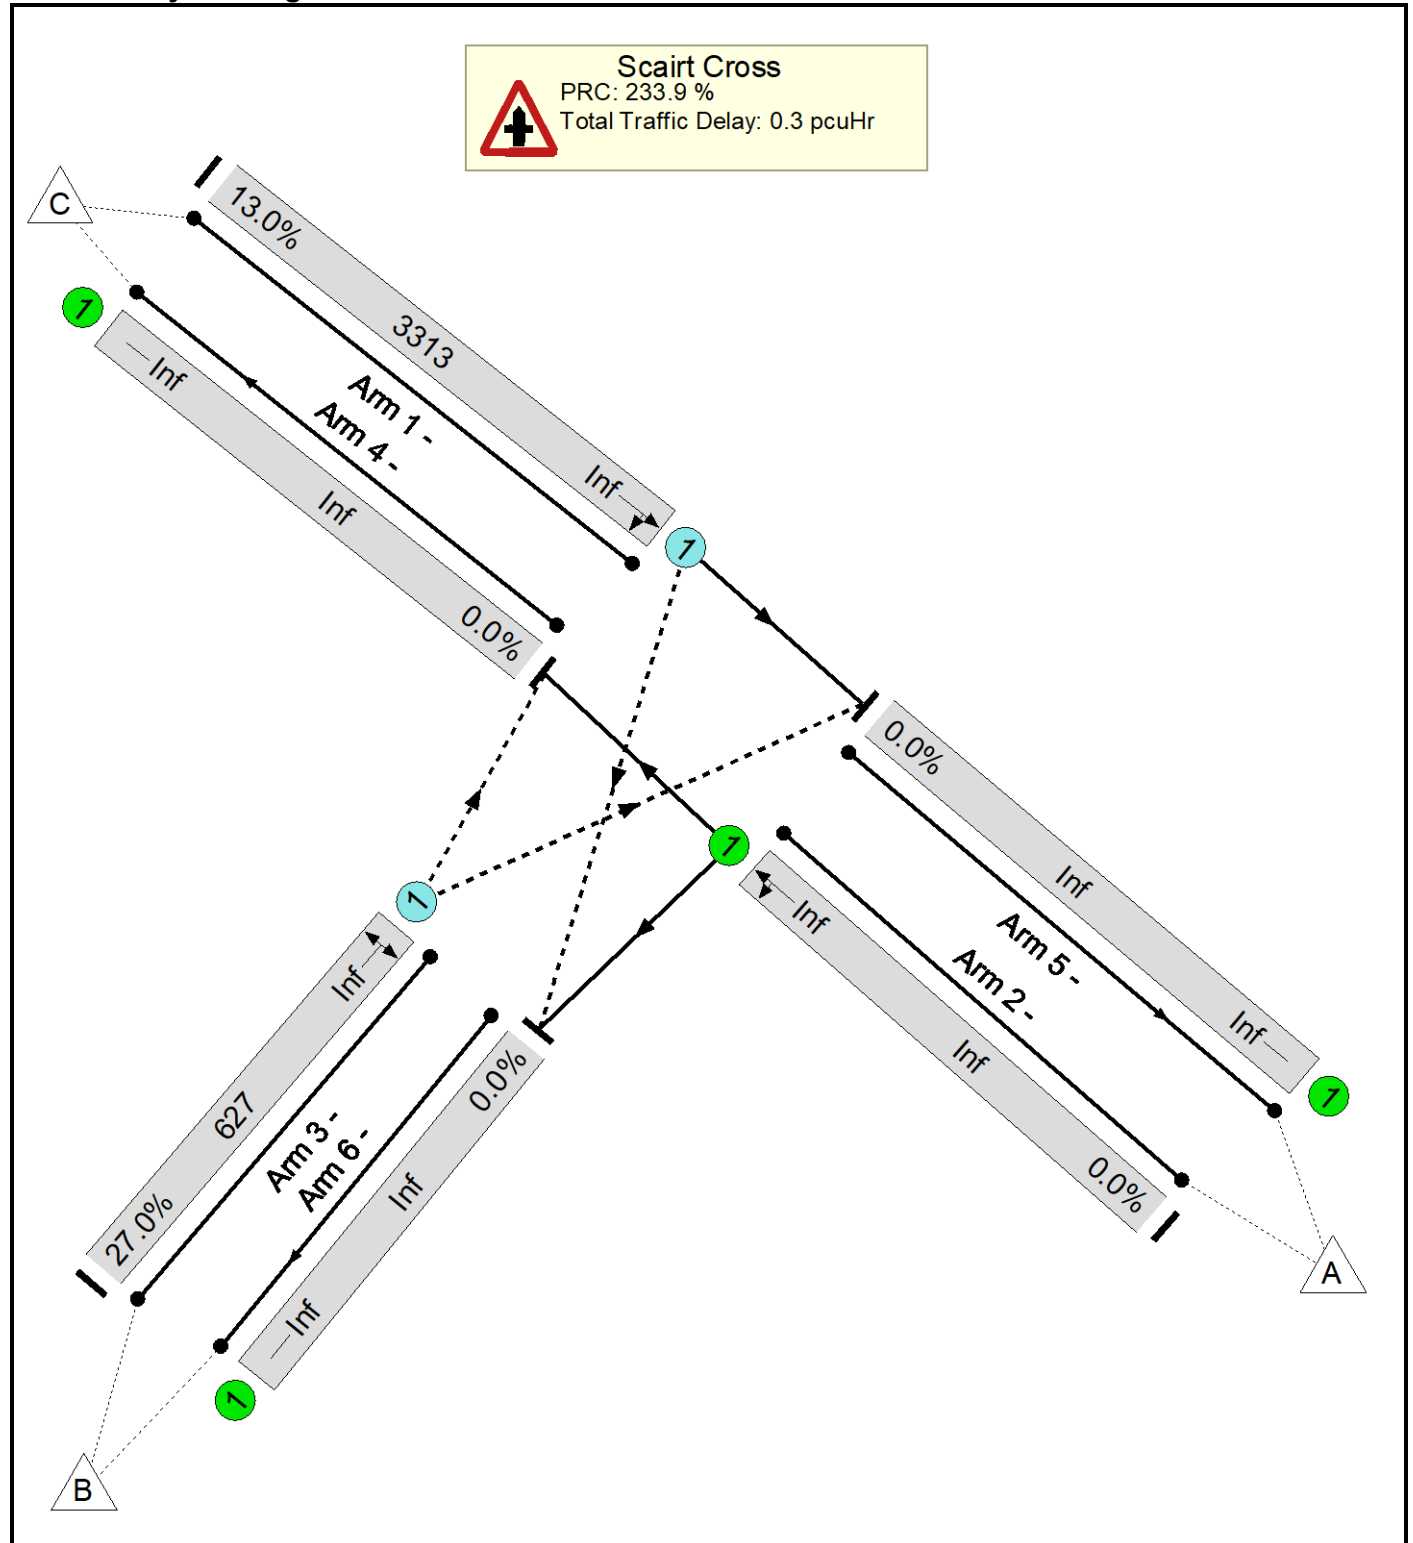 Scairt Cross
PRC: 233.9 %
Total Traffic Delay: 0.3 pcuHr
C
13.0%
3313
Inf
1
1
Inf
Inf
0.0%
Arm 1 -
Arm 4 -
0.0%
Inf
Inf
1
Arm 5 -
Arm 2 -
1
Inf
Inf
0.0%
A
1
Inf
627
27.0%
Arm 3 -
Arm 6 -
0.0%
Inf
Inf
1
B